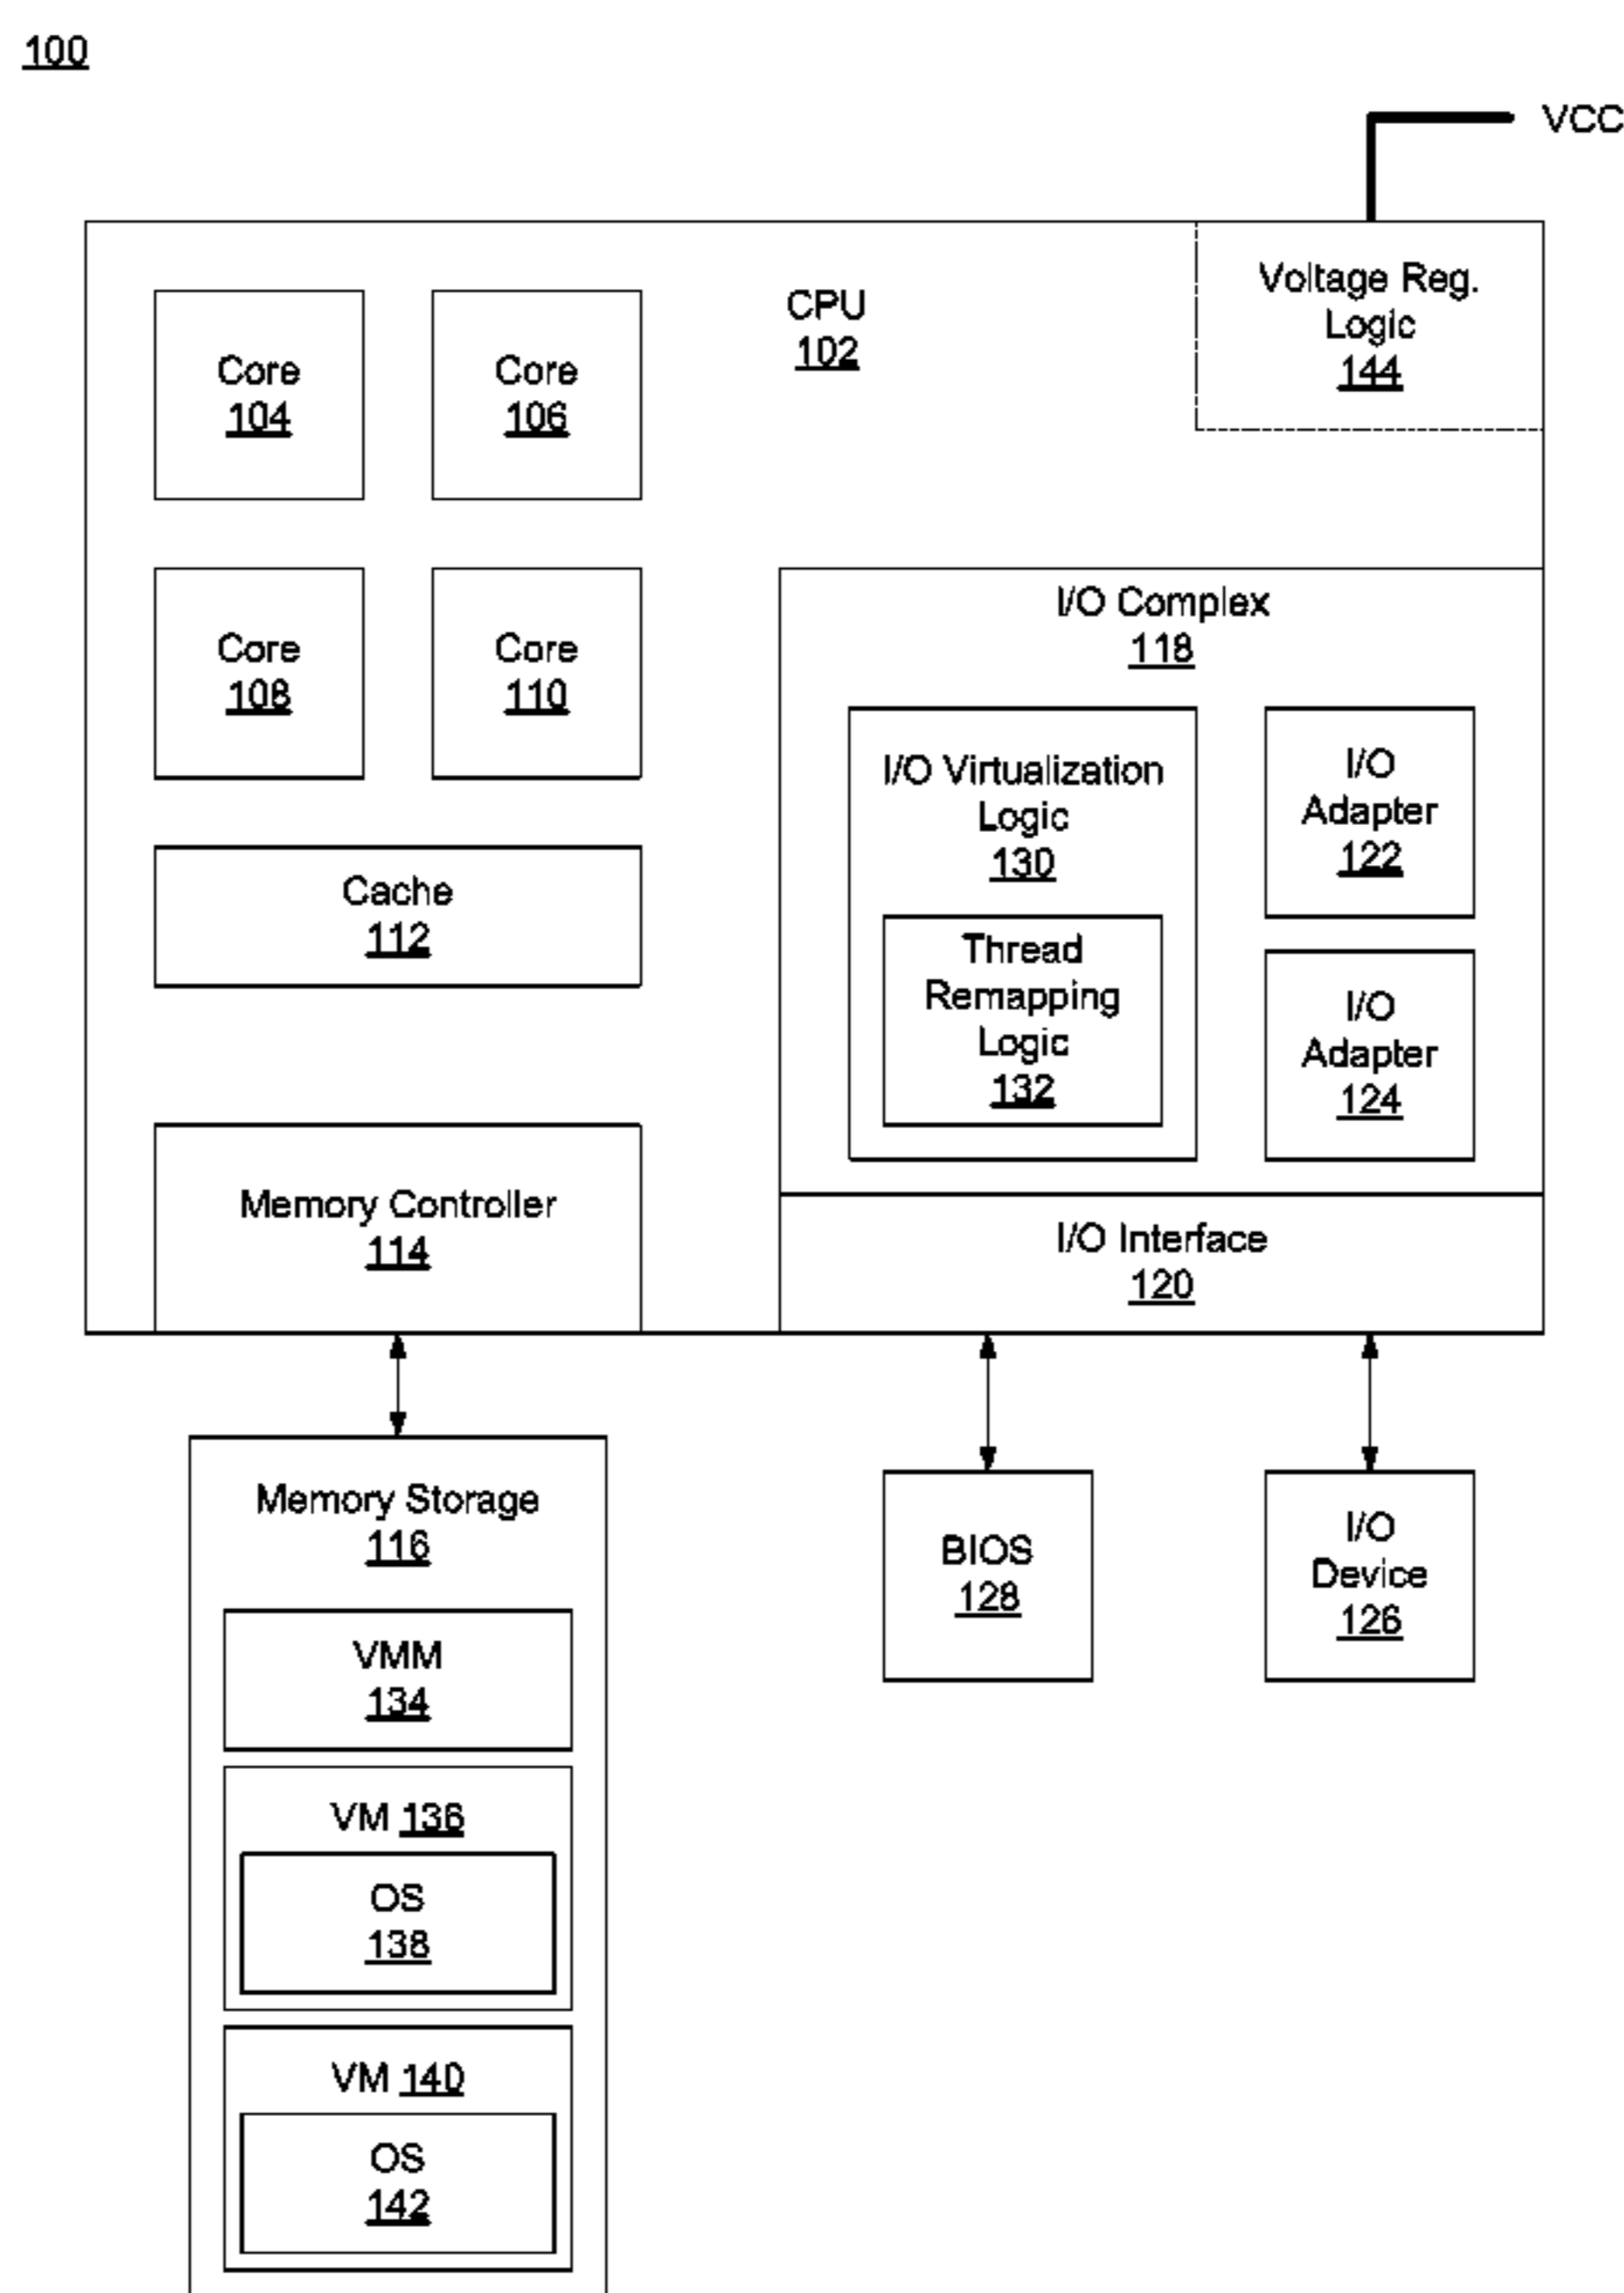 100
VCC
Voltage Reg.
Logic
144
CPU
102
Core
104
Core
106
Core
108
Core
110
Cache
112
Memory Controller
114
I/O Complex
118
I/O Virtualization
Logic
130
Thread
Remapping
Logic
132
I/O
Adapter
122
I/O
Adapter
124
I/O Interface
120
Memory Storage
116
VMM
134
VM 136
OS
138
VM 140
OS
142
BIOS
128
I/O
Device
126